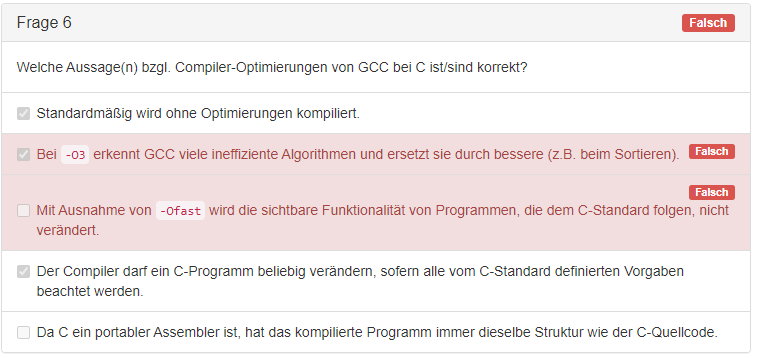 Frage 6 Falsch
Welche Aussage(n) bzgl. Compiler-Optimierungen von GCC bei C ist/sind korrekt?
Standardmäßig wird ohne Optimierungen kompiliert.
Bei -O3 erkennt GCC viele ineffiziente Algorithmen und ersetzt sie durch bessere (z.B. beim Sortieren). Falsch
Falsch
Mit Ausnahme von -Ofast wird die sichtbare Funktionalität von Programmen, die dem C-Standard folgen, nicht
verändert.
Der Compiler darf ein C-Programm beliebig verändern, sofern alle vom C-Standard definierten Vorgaben
beachtet werden.
Da C ein portabler Assembler ist, hat das kompilierte Programm immer dieselbe Struktur wie der C-Quellcode.